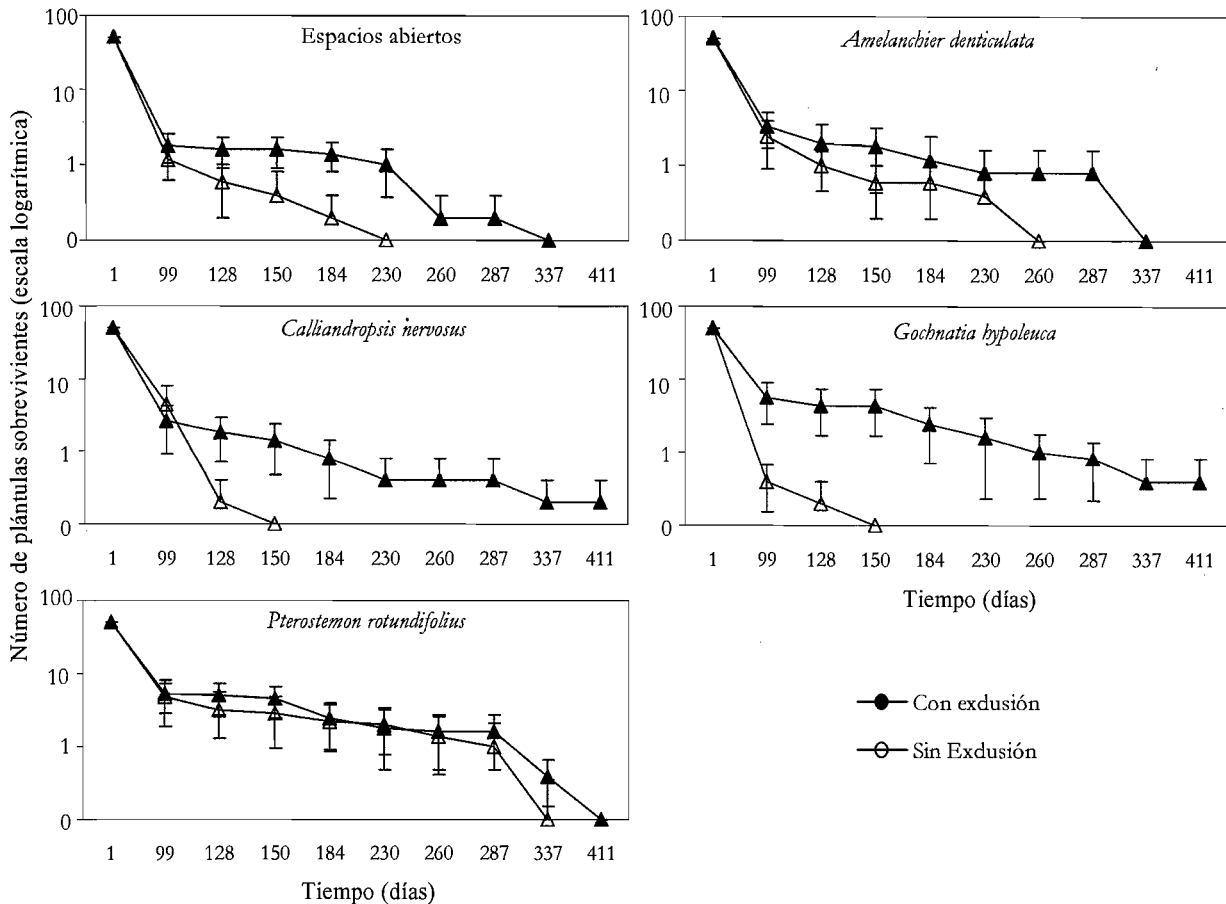 Número de plántulas sobrevivientes (escala logarítmica)
Espacios abiertos
100
10
1
0
1 99 128 150 184 230 260 287 337 411
Amelanchier denticulata
100
10
1
0
1 99 128 150 184 230 260 287 337 411
Calliandropsis nervosus
100
10
1
0
1 99 128 150 184 230 260 287 337 411
Gochnatia hypoleuca
100
10
1
0
1 99 128 150 184 230 260 287 337 411
Tiempo (días)
Pterostemon rotundifolius
100
10
1
0
1 99 128 150 184 230 260 287 337 411
Tiempo (días)
Con exclusión
Sin Exclusión